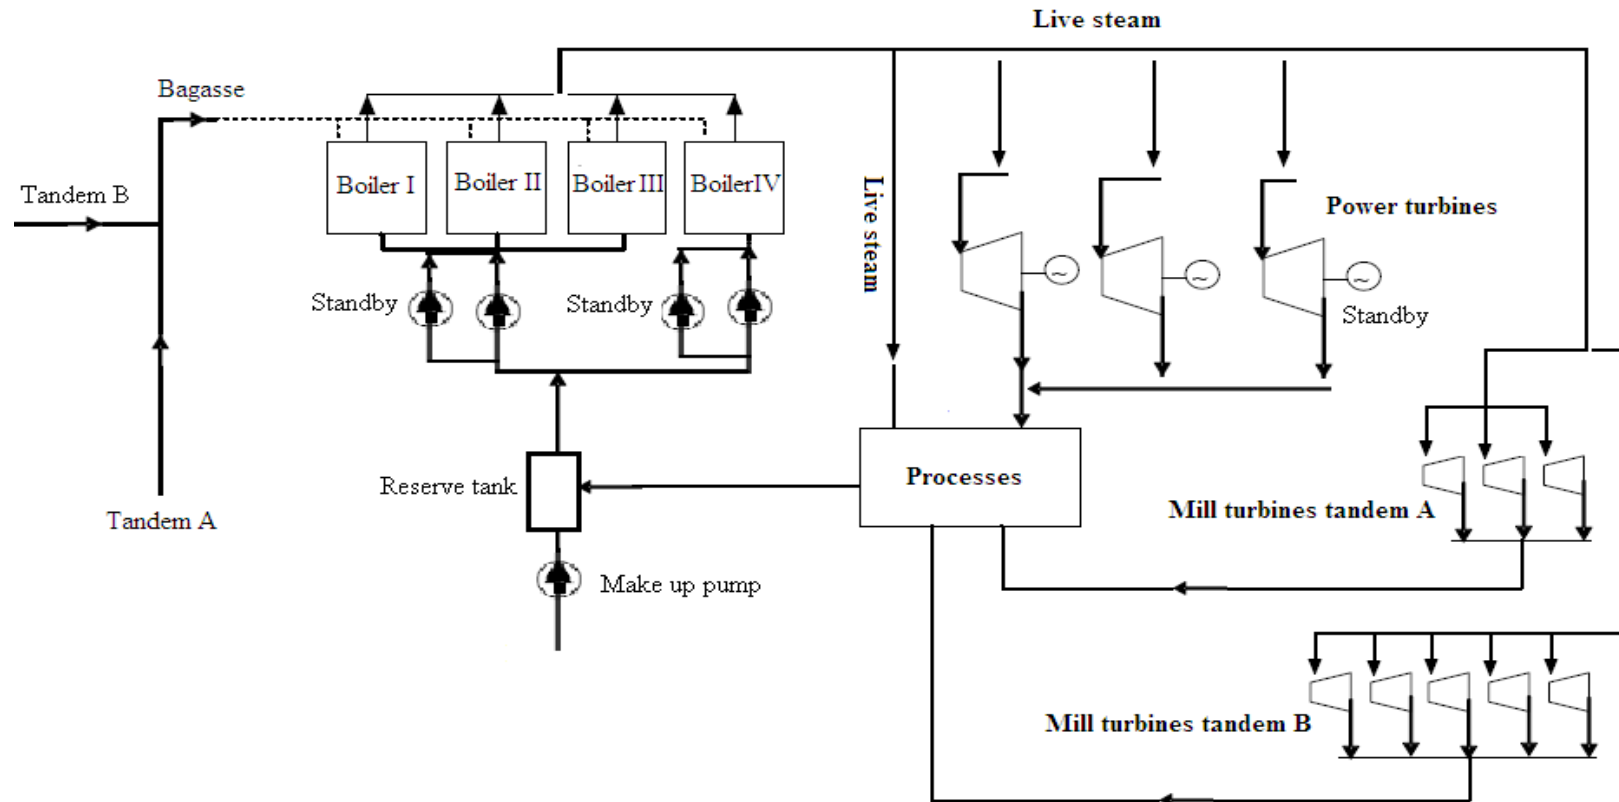 Live steam
Bagasse
Boiler I
Boiler II
Boiler III
BoilerIV
Tandem B
Live steam
Power turbines
Standby
Standby
Standby
Processes
Reserve tank
Mill turbines tandem A
Tandem A
Make up pump
Mill turbines tandem B